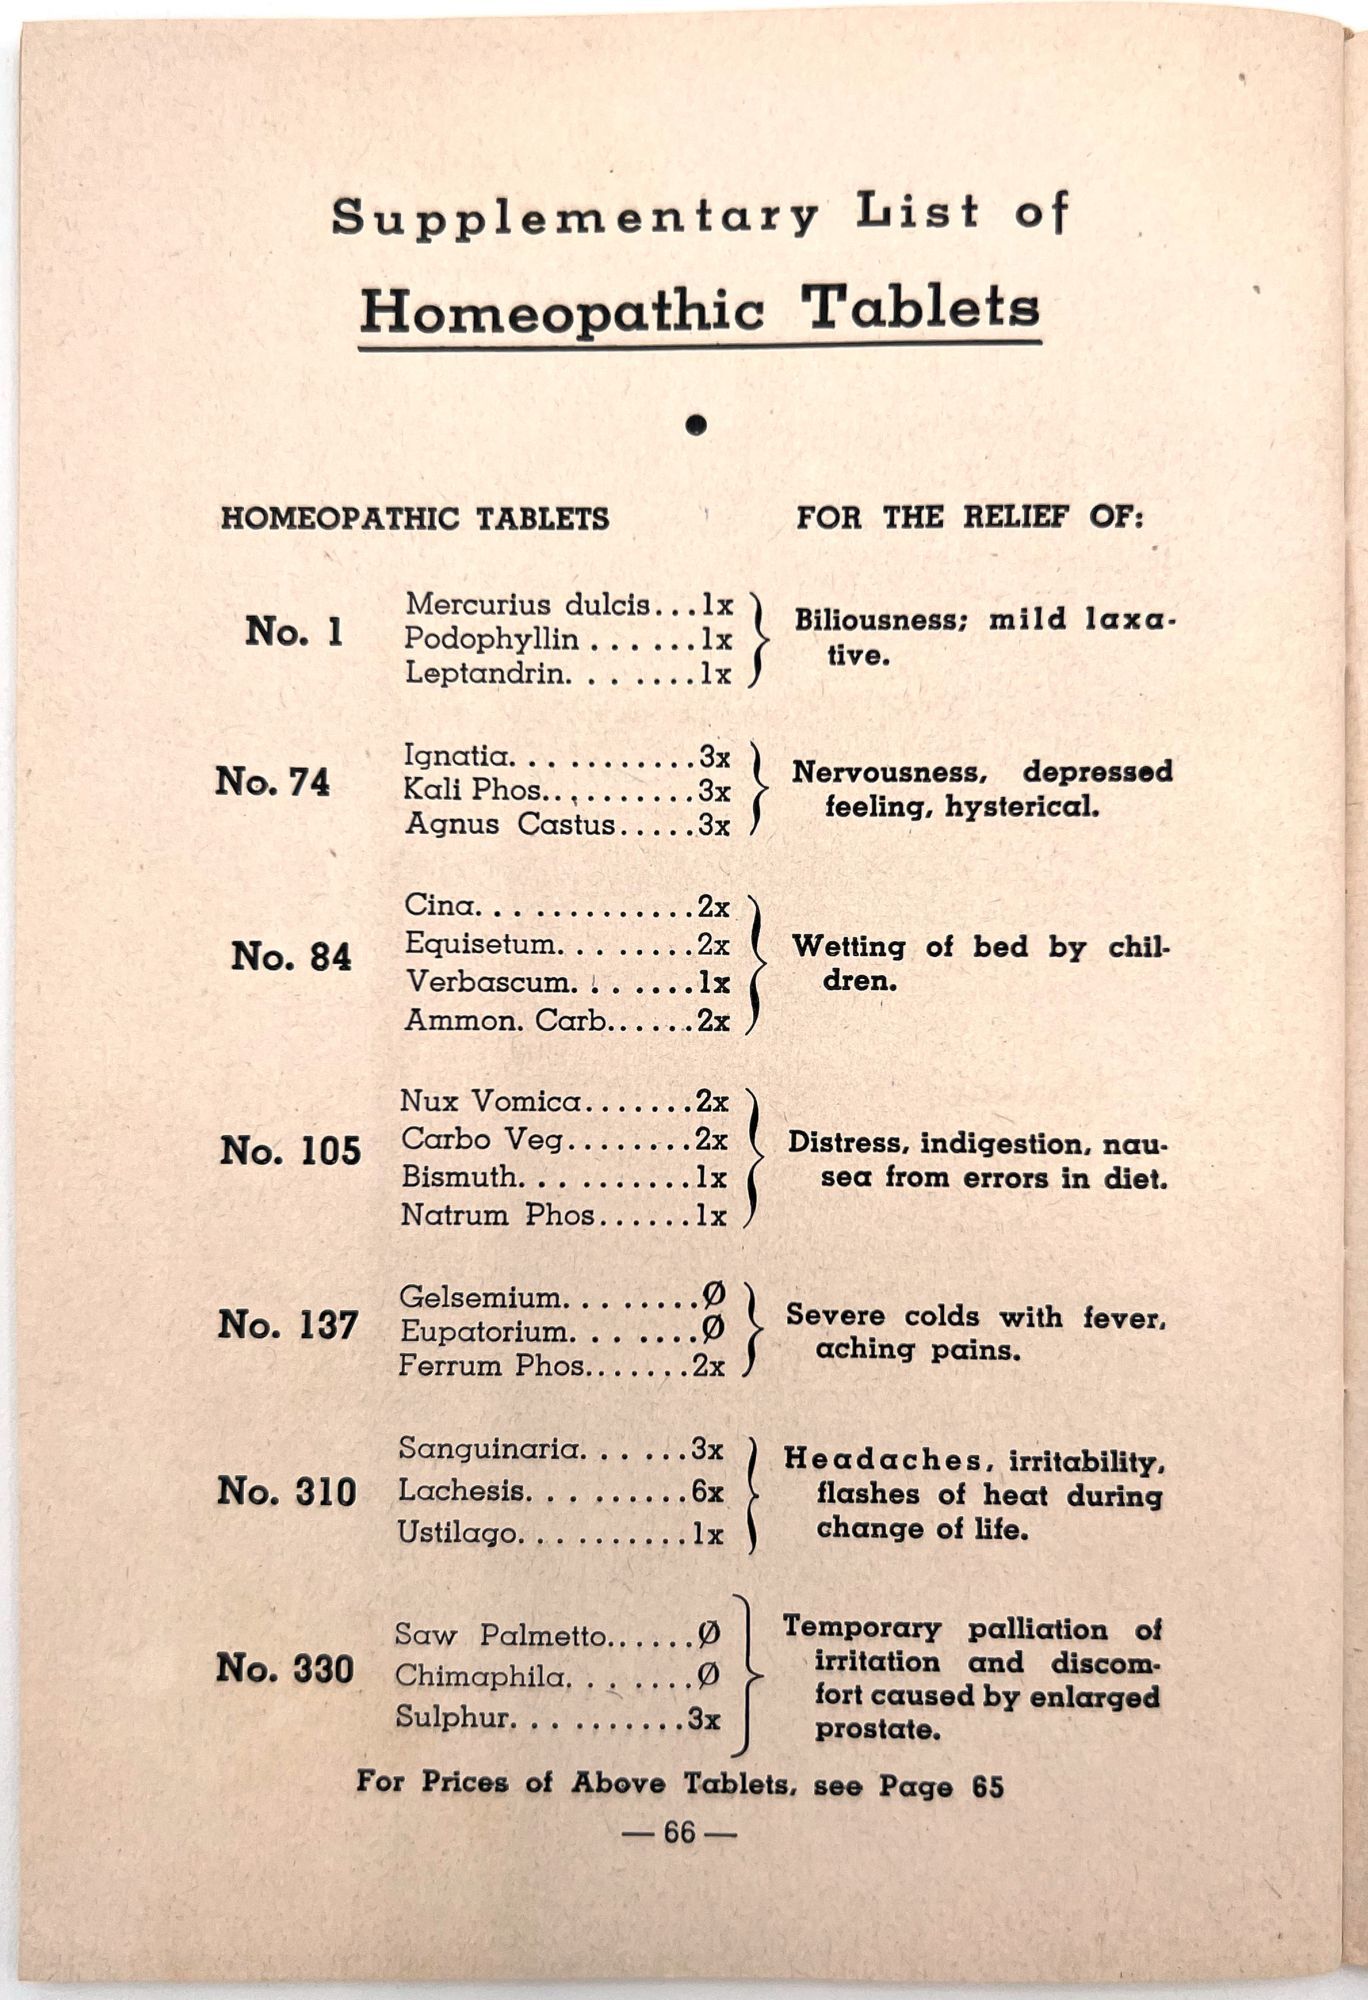 Supplementary List of
Homeopathic Tablets
HOMEOPATHIC TABLETS FOR THE RELIEF OF:
No. 1
Mercurius dulcis...1x
Podophyllin ......1x
Leptandrin. . . .....1x
Biliousness; mild laxa-
tive.
No. 74
Ignatia. . . .........3x
Kali Phos...........3x
Agnus Castus.....3x
Nervousness, depressed
feeling, hysterical.
No. 84
Cina. . . ...........2x
Equisetum. . . ......2x
Verbascum. . . .....1x
Ammon. Carb......2x
Wetting of bed by chil-
dren.
No. 105
Nux Vomica.......2x
Carbo Veg........2x
Bismuth. . . ........1x
Natrum Phos......1x
Distress, indigestion, nau-
sea from errors in diet.
No. 137
Gelsemium. . . ......Ø
Eupatorium. . . .....Ø
Ferrum Phos.......2x
Severe colds with fever,
aching pains.
No. 310
Sanguinaria. . . ....3x
Lachesis. . . ........6x
Ustilago. . . ........1x
Headaches, irritability,
flashes of heat during
change of life.
No. 330
Saw Palmetto......Ø
Chimaphila. . . .....Ø
Sulphur. . . ........3x
Temporary palliation of
irritation and discom-
fort caused by enlarged
prostate.
For Prices of Above Tablets, see Page 65
— 66 —